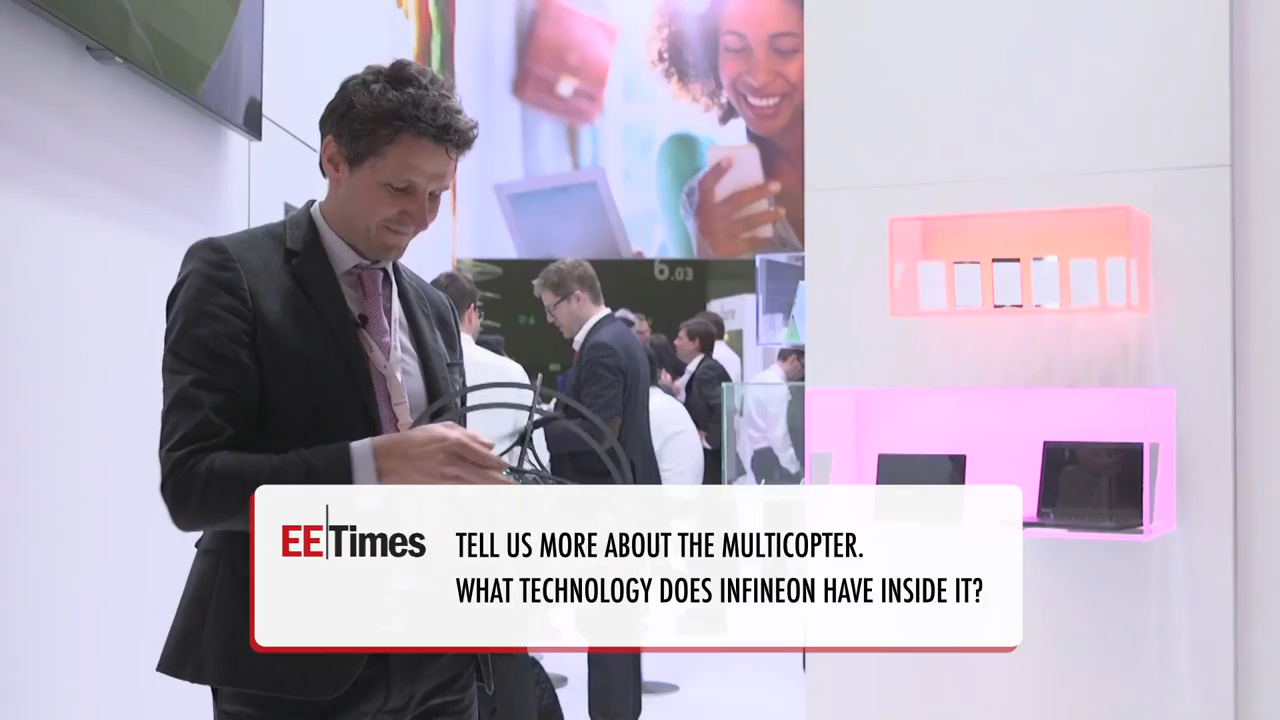 6.03
EE|Times
TELL US MORE ABOUT THE MULTICOPTER.
WHAT TECHNOLOGY DOES INFINEON HAVE INSIDE IT?